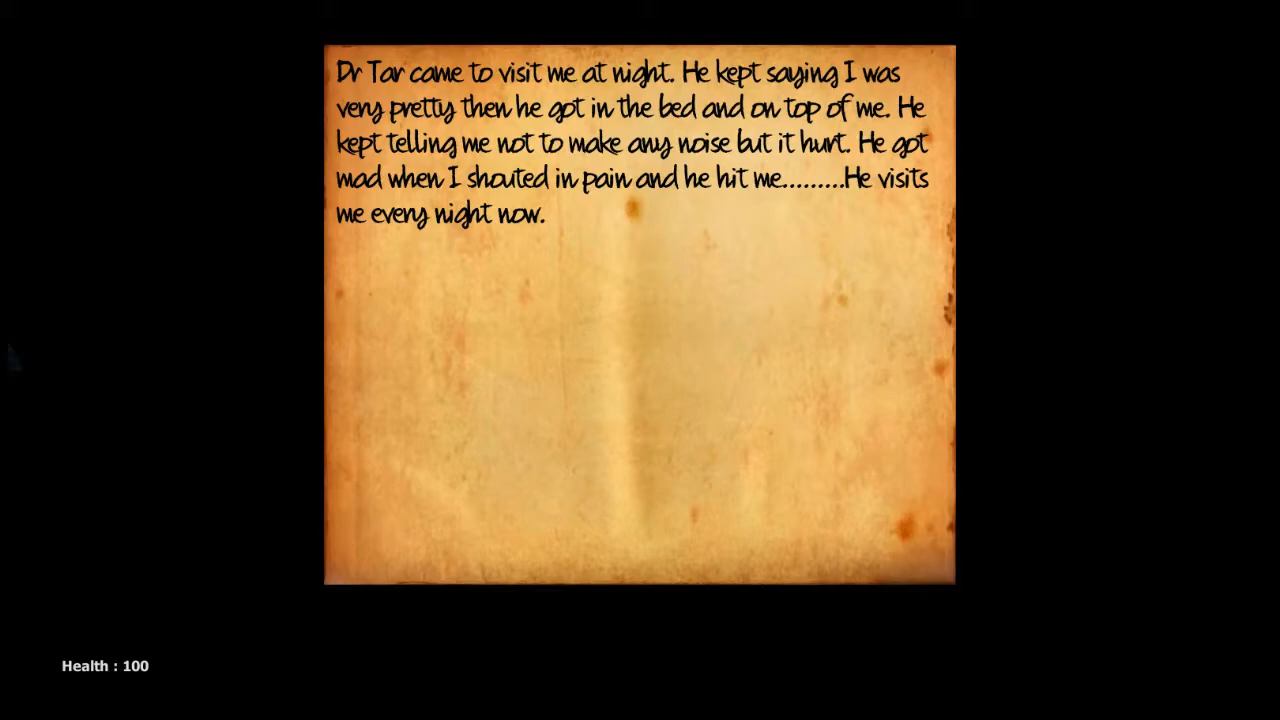 Dr Tar came to visit me at night. He kept saying I was
very pretty then he got in the bed and on top of me. He
kept telling me not to make any noise but it hurt. He got
mad when I shouted in pain and he hit me.........He visits
me every night now.
Health : 100